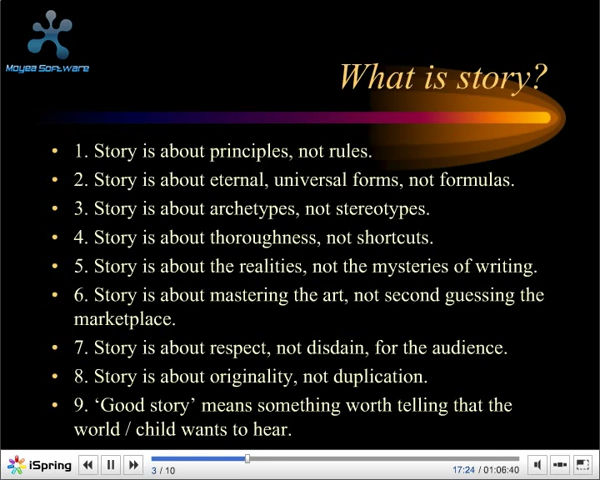 Moyea Software
What is story?
• 1. Story is about principles, not rules.
• 2. Story is about eternal, universal forms, not formulas.
• 3. Story is about archetypes, not stereotypes.
• 4. Story is about thoroughness, not shortcuts.
• 5. Story is about the realities, not the mysteries of writing.
• 6. Story is about mastering the art, not second guessing the
marketplace.
• 7. Story is about respect, not disdain, for the audience.
• 8. Story is about originality, not duplication.
• 9. ‘Good story’ means something worth telling that the
world / child wants to hear.
iSpring
3 / 10
17:24 / 01:06:40